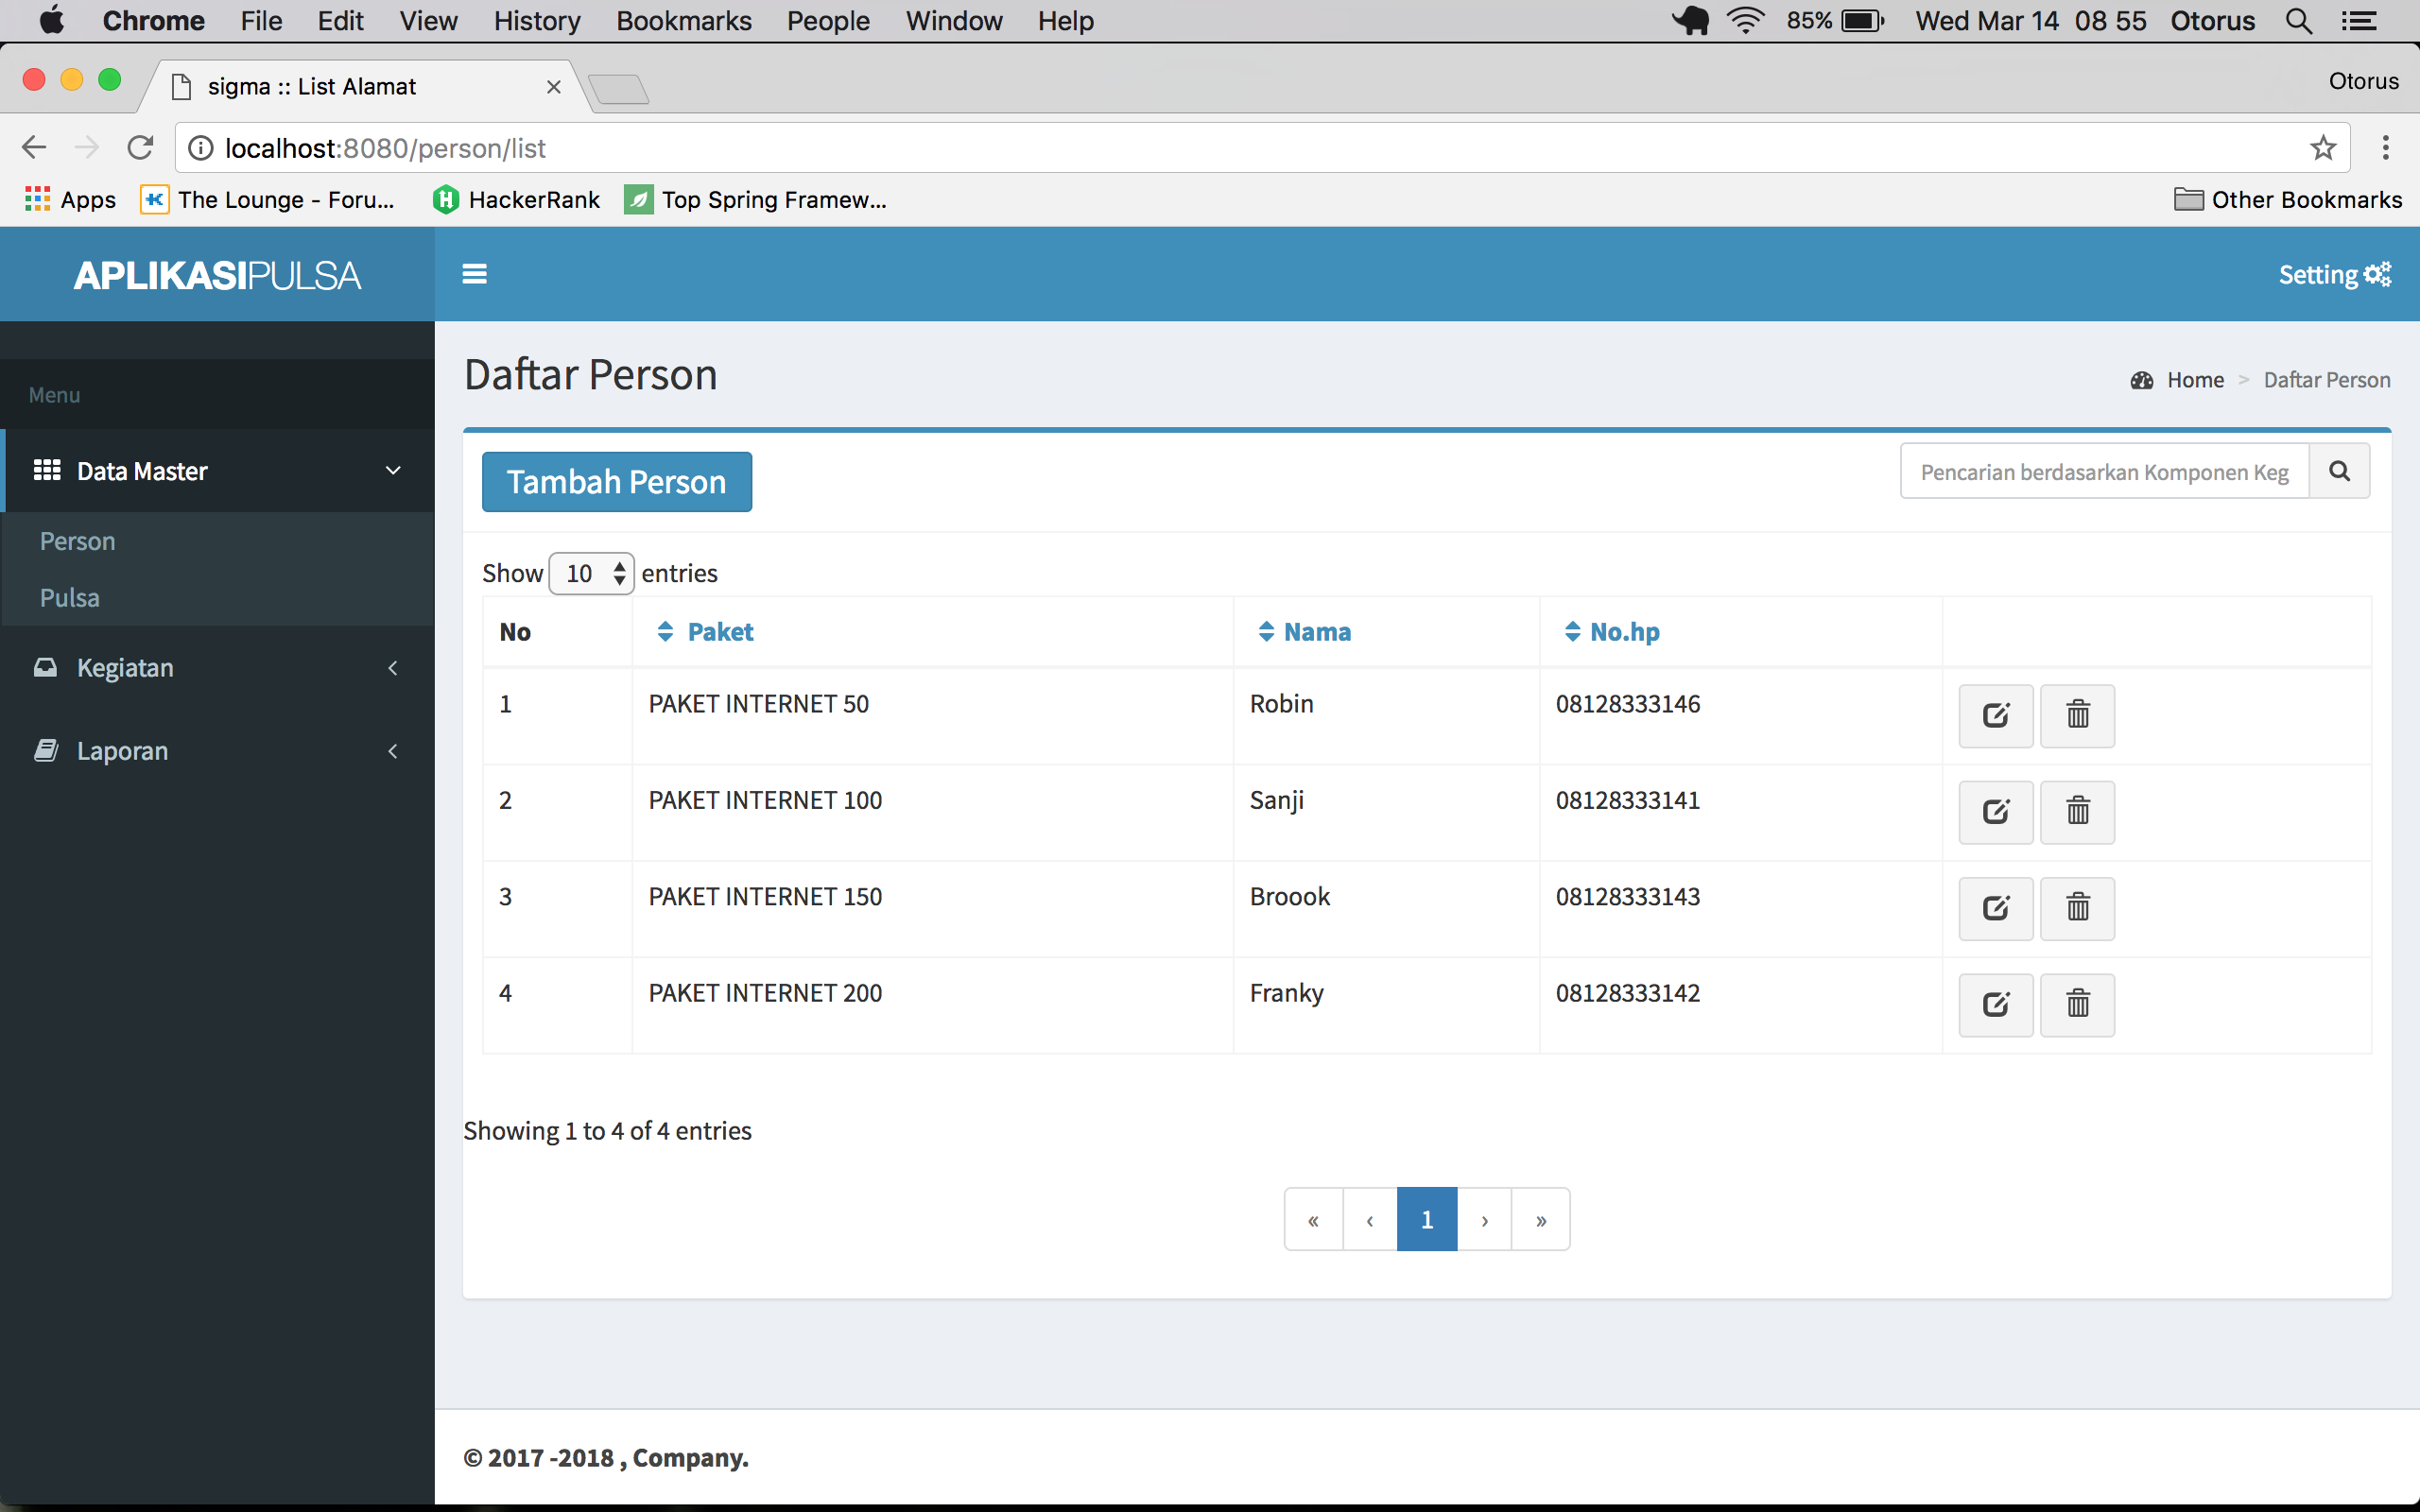 Chrome File Edit View History Bookmarks People Window Help 85% Wed Mar 14 08 55 Otorus
sigma :: List Alamat Otorus
localhost:8080/person/list
Apps The Lounge - Foru... HackerRank Top Spring Framew... Other Bookmarks
APLIKASIPULSA Setting
Menu
Data Master
Person
Pulsa
Kegiatan
Laporan
Daftar Person
Home > Daftar Person
Tambah Person
Pencarian berdasarkan Komponen Keg
Show 10 entries
No Paket Nama No.hp
1 PAKET INTERNET 50 Robin 08128333146
2 PAKET INTERNET 100 Sanji 08128333141
3 PAKET INTERNET 150 Broook 08128333143
4 PAKET INTERNET 200 Franky 08128333142
Showing 1 to 4 of 4 entries
« ‹ 1 › »
© 2017 -2018 , Company.